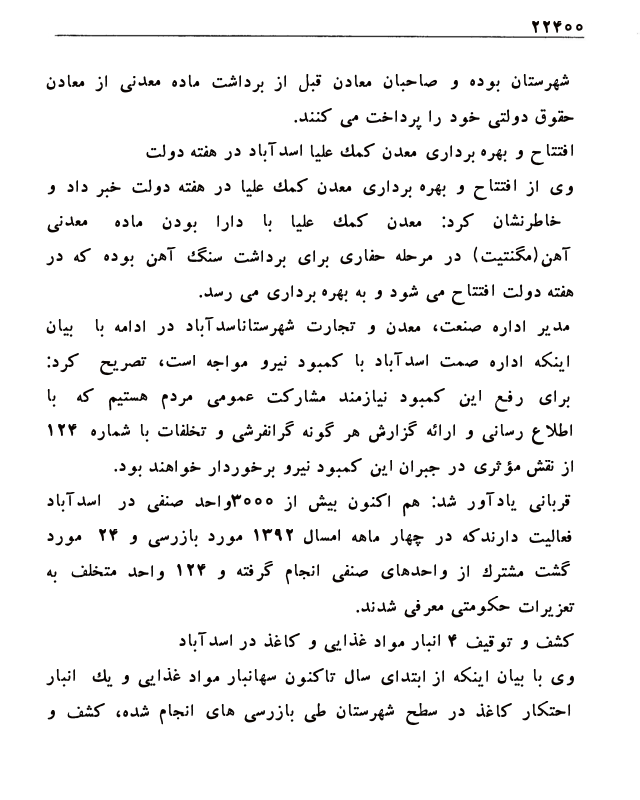 ۲۲۴۰۰
شهرستان بوده و صاحبان معادن قبل از برداشت ماده معدنی از معادن
حقوق دولتی خود را پرداخت می کنند.
افتتاح و بهره برداری معدن کمک علیا اسدآباد در هفته دولت
وی از افتتاح و بهره برداری معدن کمک علیا در هفته دولت خبر داد و
خاطرنشان کرد: معدن کمک علیا با دارا بودن ماده معدنی
آهن(مگنتیت) در مرحله حفاری برای برداشت سنگ آهن بوده که در
هفته دولت افتتاح می شود و به بهره برداری می رسد.
مدیر اداره صنعت، معدن و تجارت شهرستاناسدآباد در ادامه با بیان
اینکه اداره صمت اسدآباد با کمبود نیرو مواجه است، تصریح کرد:
برای رفع این کمبود نیازمند مشارکت عمومی مردم هستیم که با
اطلاع رسانی و ارائه گزارش هر گونه گرانفرشی و تخلفات با شماره ۱۲۴
از نقش مؤثری در جبران این کمبود نیرو برخوردار خواهند بود.
قربانی یادآور شد: هم اکنون بیش از ۳۰۰۰واحد صنفی در اسدآباد
فعالیت دارندکه در چهار ماهه امسال ۱۳۹۲ مورد بازرسی و ۲۴ مورد
گشت مشترک از واحدهای صنفی انجام گرفته و ۱۲۴ واحد متخلف به
تعزیرات حکومتی معرفی شدند.
کشف و توقیف ۴ انبار مواد غذایی و کاغذ در اسدآباد
وی با بیان اینکه از ابتدای سال تاکنون سهانبار مواد غذایی و یک انبار
احتکار کاغذ در سطح شهرستان طی بازرسی های انجام شده، کشف و